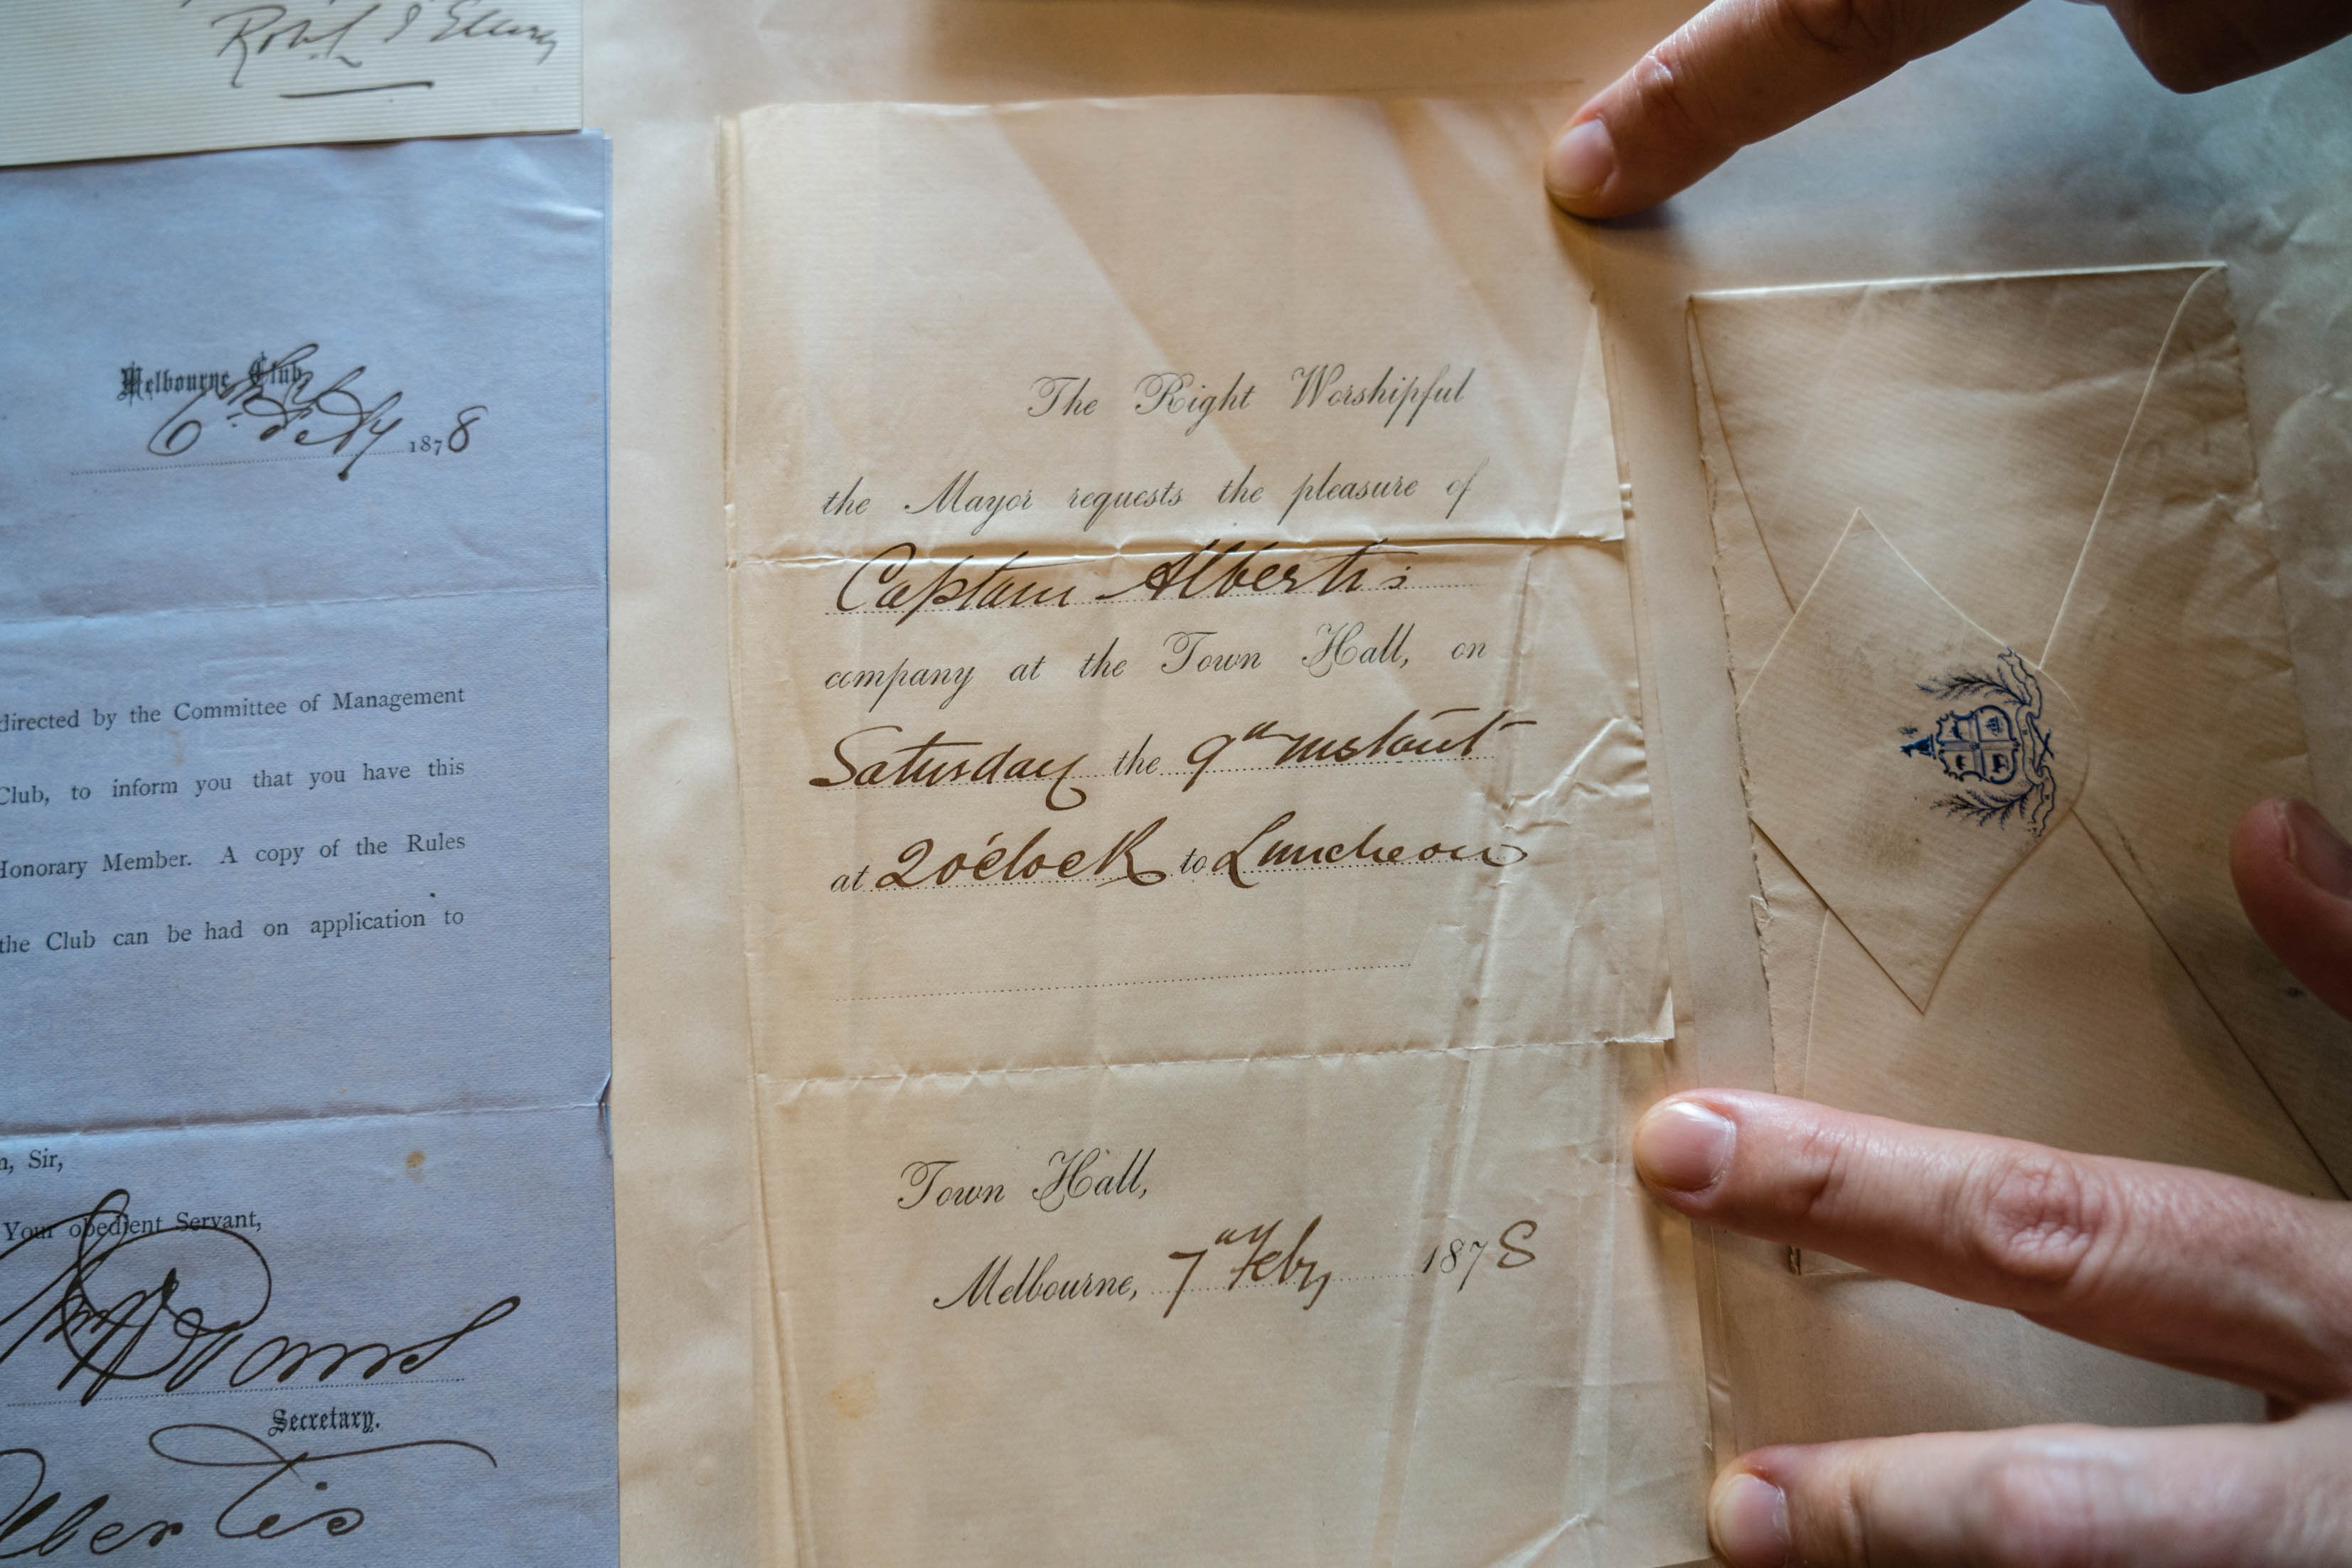 Robt L J Ellery
Melbourne Club
6th Feby 1878
directed by the Committee of Management
Club, to inform you that you have this
Honorary Member. A copy of the Rules
the Club can be had on application to
Sir,
Your obedient Servant,
Secretary.
Albertis
The Right Worshipful
the Mayor requests the pleasure of
Captain Albertis
company at the Town Hall, on
Saturday the 9th instant
at 2 o'clock to Luncheon
Town Hall,
Melbourne, 7th Feby 1878